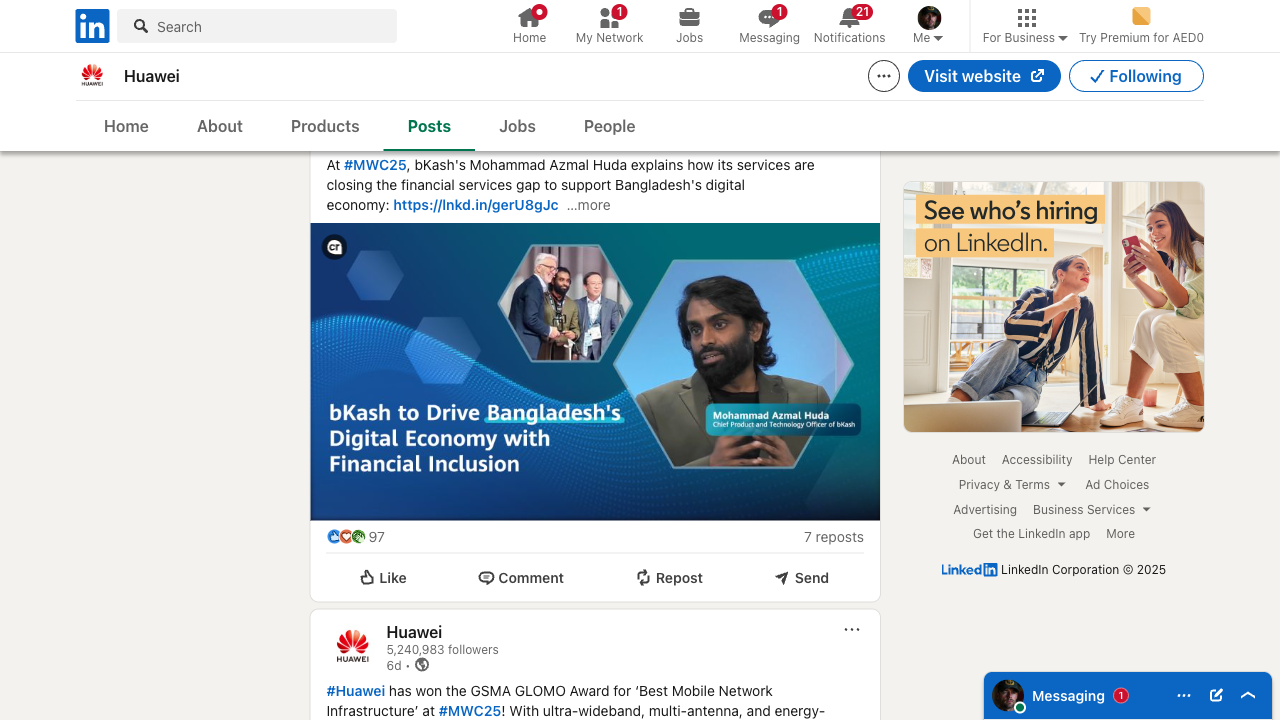 Search
Home
1
My Network
Jobs
1
Messaging
21
Notifications
Me
For Business
Try Premium for AED0
HUAWEI
Huawei
Visit website
Following
Home
About
Products
Posts
Jobs
People
At #MWC25, bKash's Mohammad Azmal Huda explains how its services are
closing the financial services gap to support Bangladesh's digital
economy: https://lnkd.in/gerU8gJc ...more
cr
bKash to Drive Bangladesh's
Digital Economy with
Financial Inclusion
Mohammad Azmal Huda
Chief Product and Technology Officer of bKash
97
7 reposts
Like
Comment
Repost
Send
HUAWEI
Huawei
5,240,983 followers
6d •
#Huawei has won the GSMA GLOMO Award for ‘Best Mobile Network
Infrastructure’ at #MWC25! With ultra-wideband, multi-antenna, and energy-
See who's hiring
on LinkedIn.
About
Accessibility
Help Center
Privacy & Terms
Ad Choices
Advertising
Business Services
Get the LinkedIn app
More
LinkedIn LinkedIn Corporation © 2025
Messaging
1
in